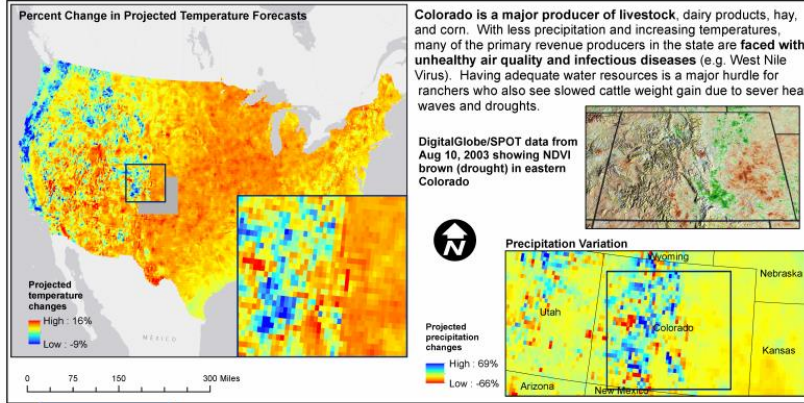 Percent Change in Projected Temperature Forecasts
Projected
temperature
changes
High : 16%
Low : -9%
MEXICO
0 75 150 300 Miles
Colorado is a major producer of livestock, dairy products, hay,
and corn. With less precipitation and increasing temperatures,
many of the primary revenue producers in the state are faced with
unhealthy air quality and infectious diseases (e.g. West Nile
Virus). Having adequate water resources is a major hurdle for
ranchers who also see slowed cattle weight gain due to sever hea
waves and droughts.
DigitalGlobe/SPOT data from
Aug 10, 2003 showing NDVI
brown (drought) in eastern
Colorado
N
Precipitation Variation
Projected
precipitation
changes
High : 69%
Low : -66%
Wyoming
Nebraska
Utah
Colorado
Kansas
Arizona
New Mexico